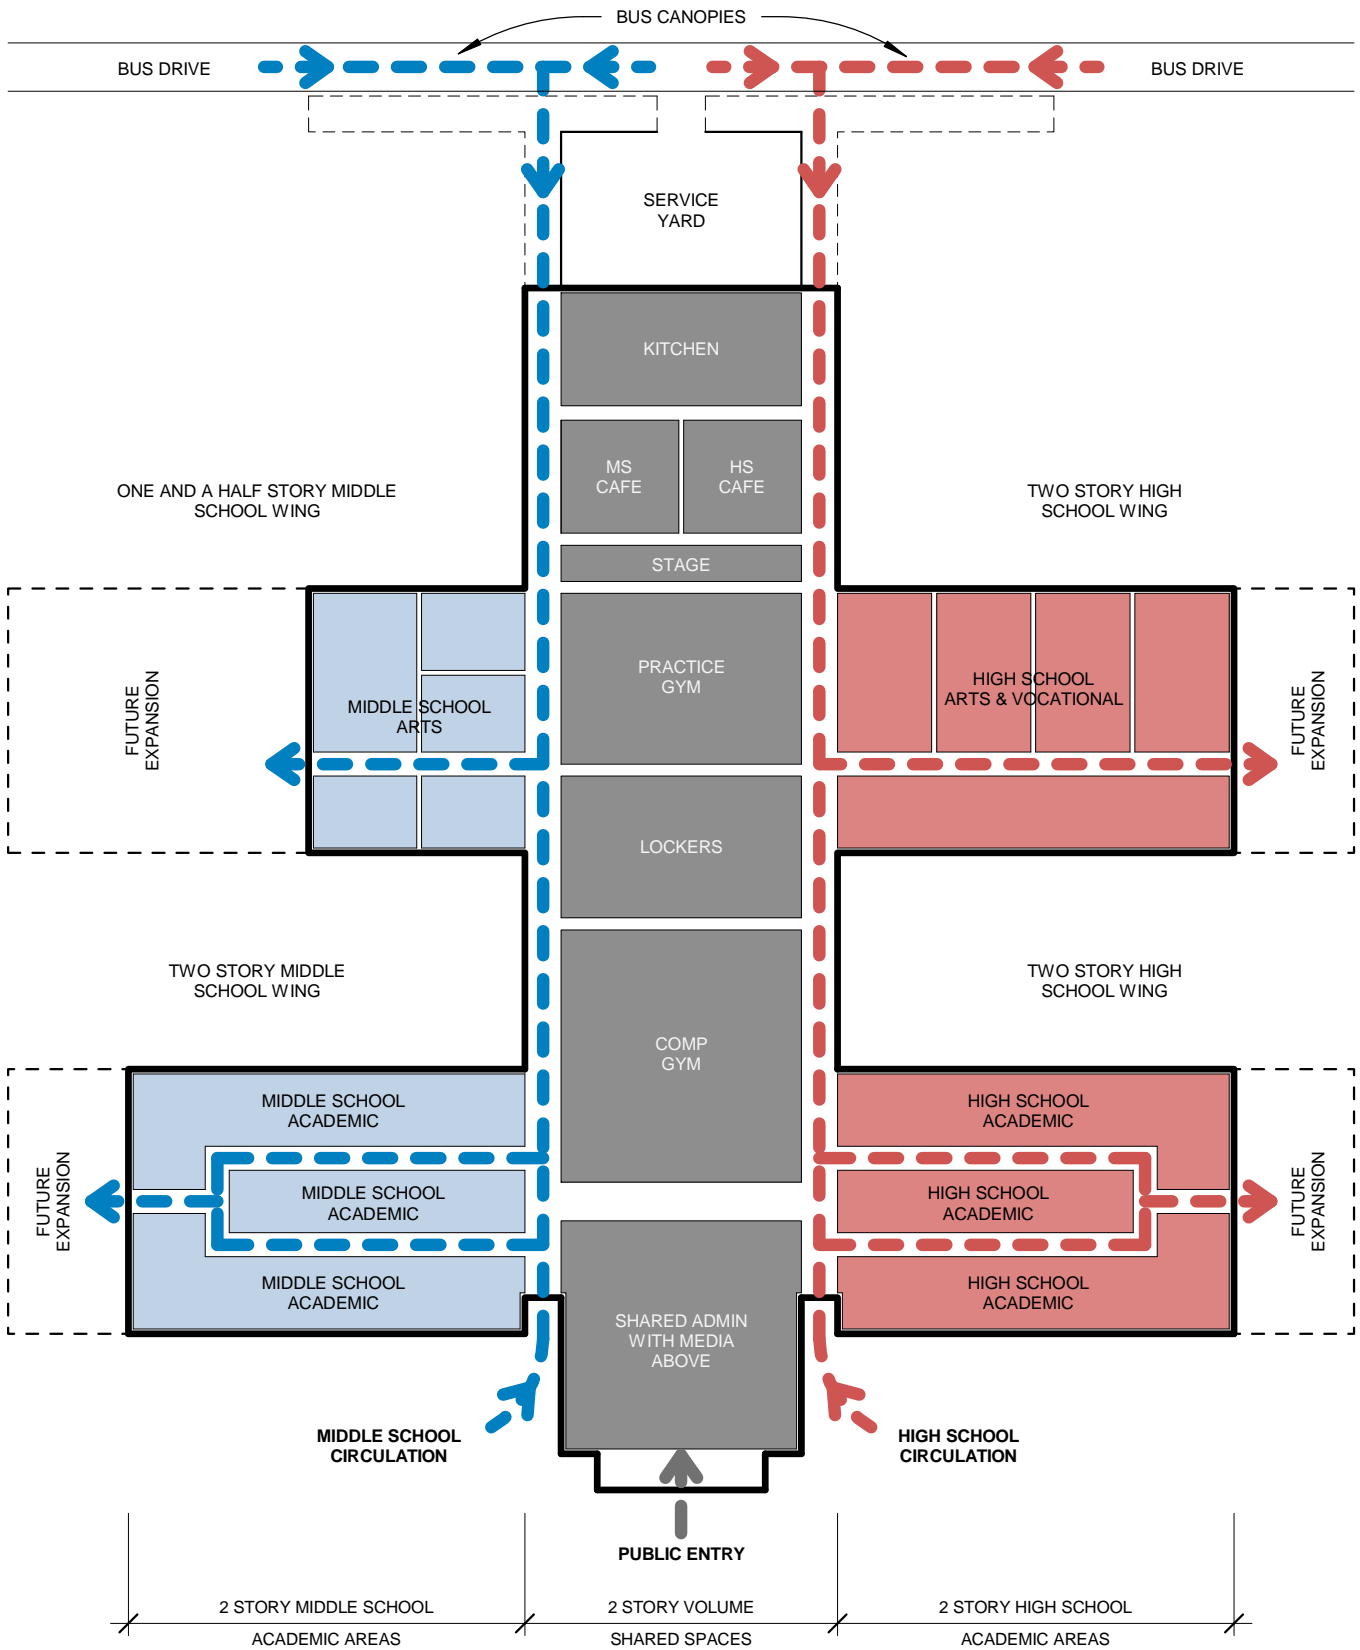 BUS CANOPIES
BUS DRIVE
BUS DRIVE
SERVICE
YARD
KITCHEN
MS
CAFE
HS
CAFE
ONE AND A HALF STORY MIDDLE
SCHOOL WING
TWO STORY HIGH
SCHOOL WING
STAGE
FUTURE
EXPANSION
MIDDLE SCHOOL
ARTS
PRACTICE
GYM
HIGH SCHOOL
ARTS & VOCATIONAL
FUTURE
EXPANSION
LOCKERS
TWO STORY MIDDLE
SCHOOL WING
TWO STORY HIGH
SCHOOL WING
COMP
GYM
MIDDLE SCHOOL
ACADEMIC
HIGH SCHOOL
ACADEMIC
FUTURE
EXPANSION
MIDDLE SCHOOL
ACADEMIC
HIGH SCHOOL
ACADEMIC
FUTURE
EXPANSION
MIDDLE SCHOOL
ACADEMIC
HIGH SCHOOL
ACADEMIC
SHARED ADMIN
WITH MEDIA
ABOVE
MIDDLE SCHOOL
CIRCULATION
HIGH SCHOOL
CIRCULATION
PUBLIC ENTRY
2 STORY MIDDLE SCHOOL
ACADEMIC AREAS
2 STORY VOLUME
SHARED SPACES
2 STORY HIGH SCHOOL
ACADEMIC AREAS